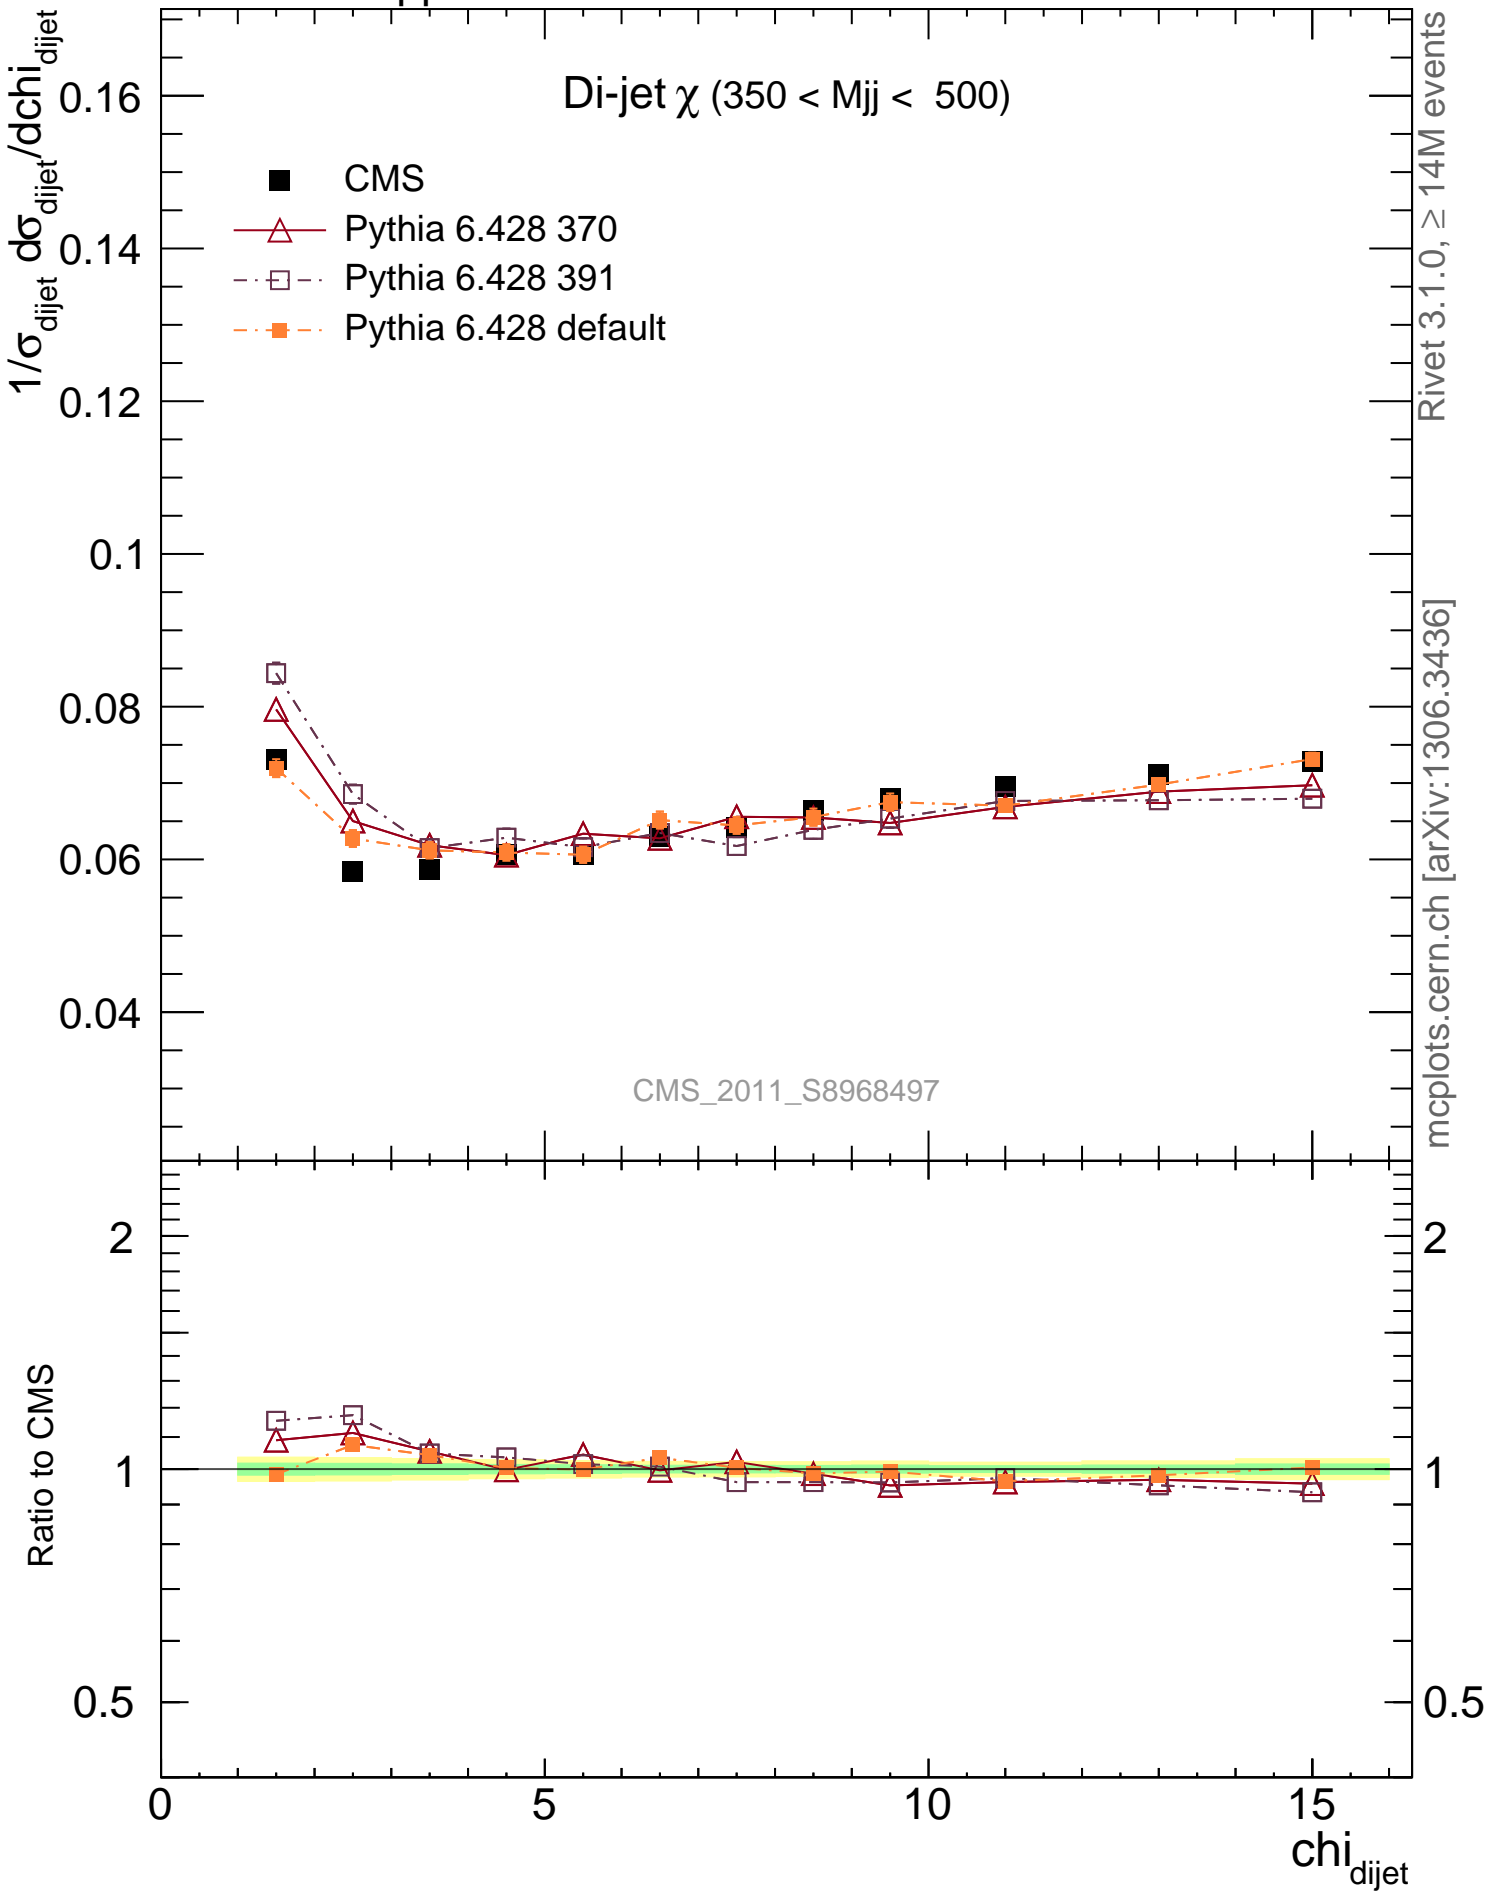 Di-jet χ (350 < Mjj < 500)
CMS
Pythia 6.428 370
Pythia 6.428 391
Pythia 6.428 default
1/σdijet dσdijet/dchidijet
0.16
0.14
0.12
0.1
0.08
0.06
0.04
CMS_2011_S8968497
Rivet 3.1.0, ≥ 14M events
mcplots.cern.ch [arXiv:1306.3436]
Ratio to CMS
2
1
0.5
2
1
0.5
0 5 10 15
chidijet